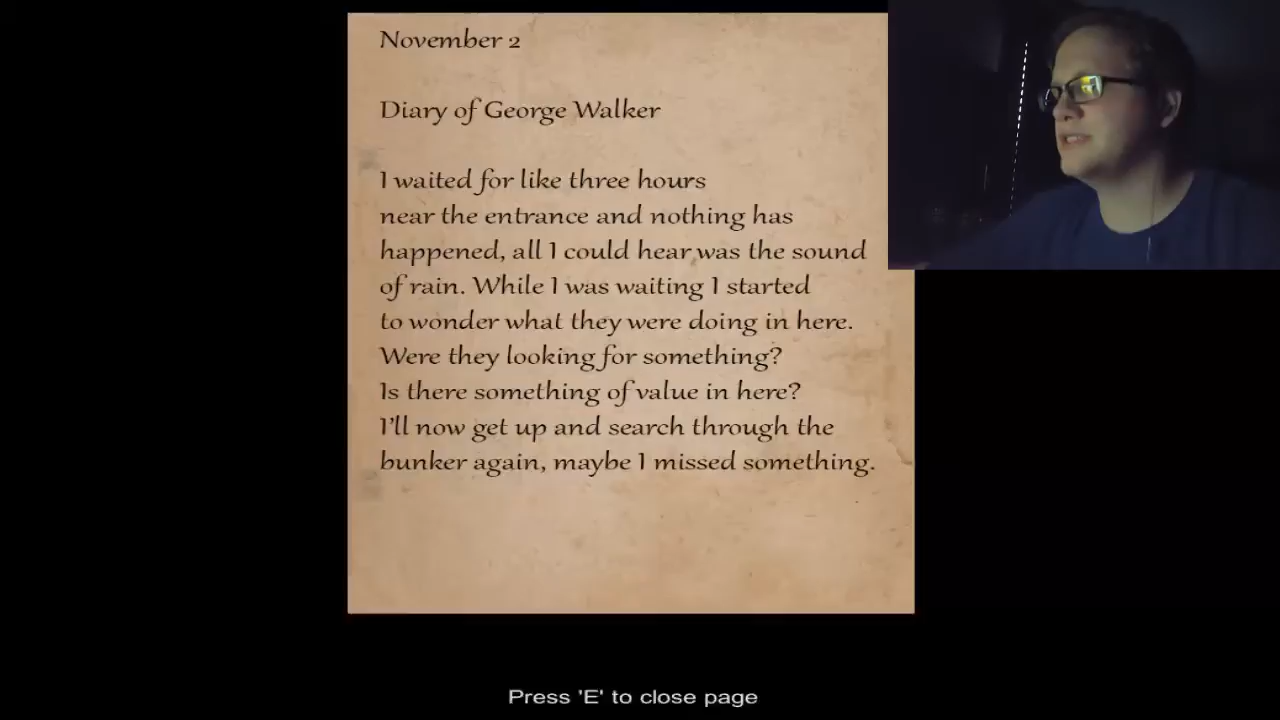 November 2
Diary of George Walker
I waited for like three hours
near the entrance and nothing has
happened, all I could hear was the sound
of rain. While I was waiting I started
to wonder what they were doing in here.
Were they looking for something?
Is there something of value in here?
I'll now get up and search through the
bunker again, maybe I missed something.
Press 'E' to close page